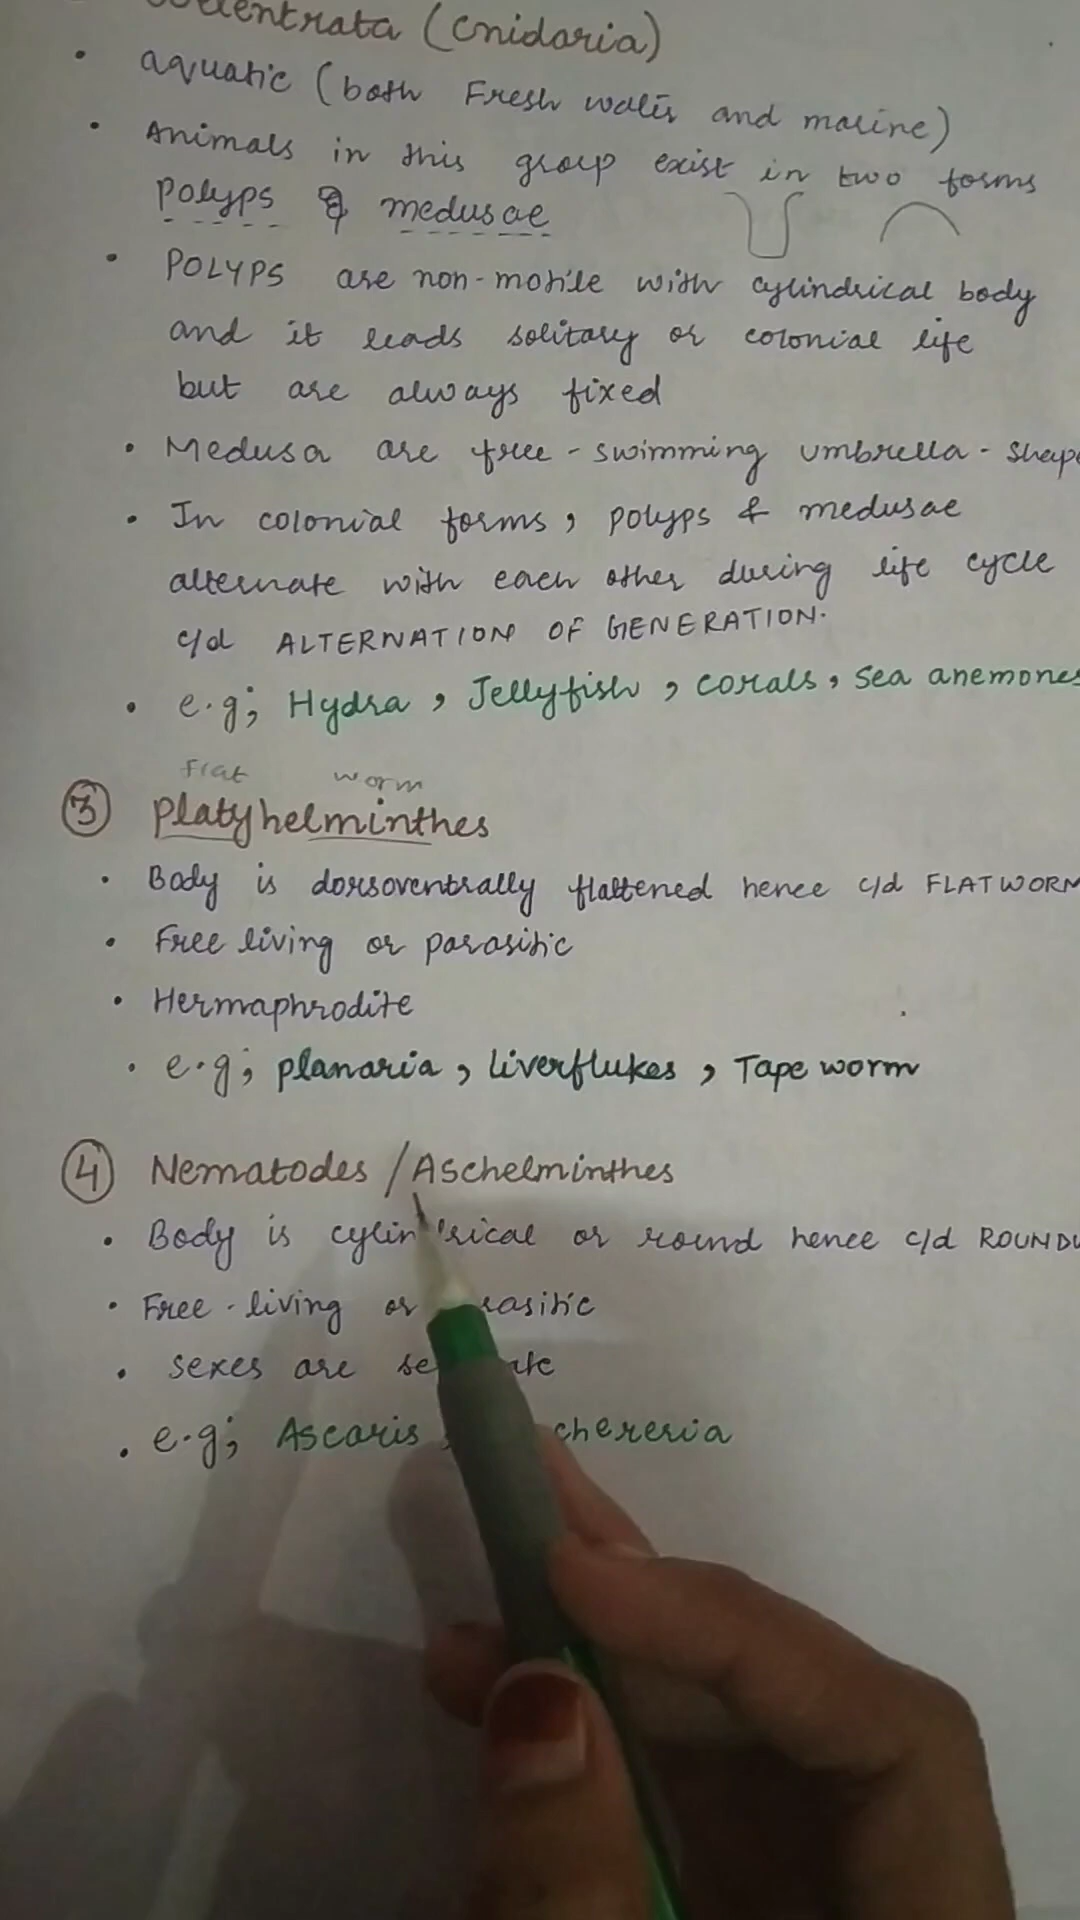 (Cnidaria)
• aquatic (both Fresh water and marine)
• Animals in this group exist in two forms
polyps & medusae
• POLYPS are non-motile with cylindrical body
and it leads solitary or colonial life
but are always fixed
• Medusa are free-swimming umbrella-shape
• In colonial forms, polyps & medusae
alternate with each other during life cycle
c/d ALTERNATION OF GENERATION.
• e.g; Hydra, Jellyfish, corals, sea anemones
flat worm
3 Platyhelminthes
• Body is dorsoventrally flattened hence c/d FLATWORM
• Free living or parasitic
• Hermaphrodite
• e.g; planaria, liverflukes, Tape worm
4 Nematodes / Aschelminthes
• Body is or round hence c/d
• Free-living or
• sexes are
• e.g; Ascaris,